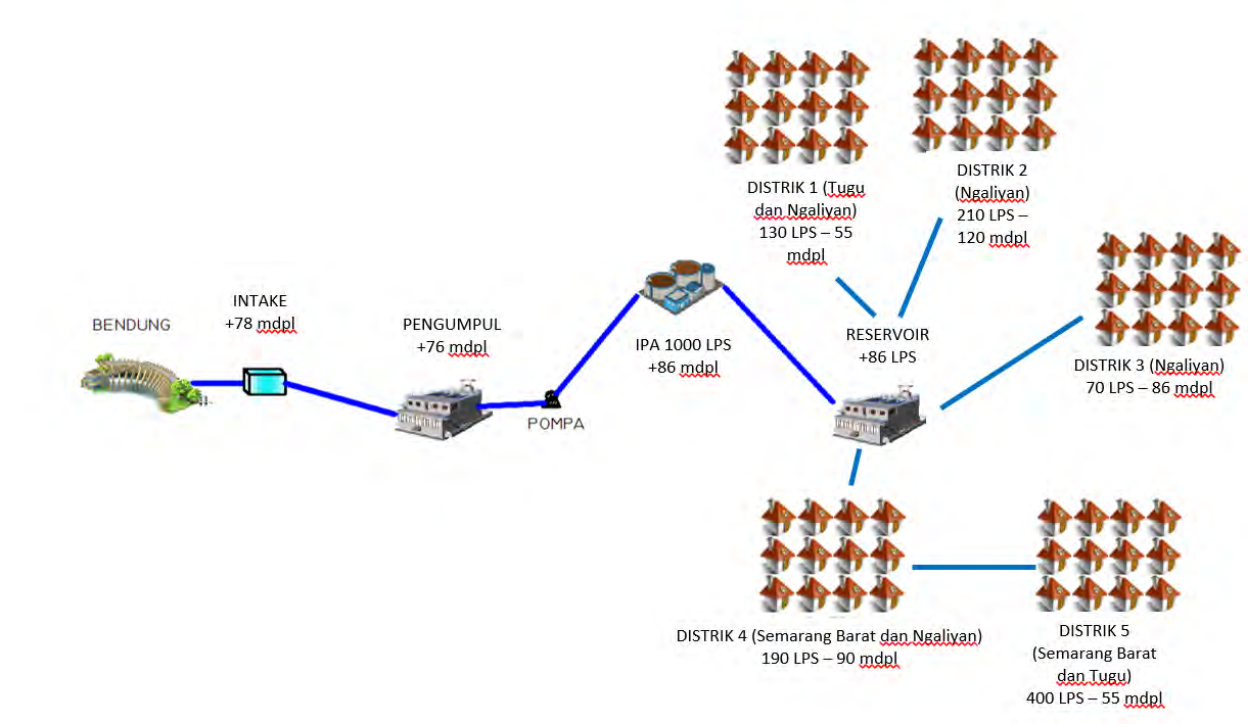 BENDUNG
INTAKE
+78 mdpl
PENGUMPUL
+76 mdpl
POMPA
IPA 1000 LPS
+86 mdpl
DISTRIK 1 (Tugu
dan Ngaliyan)
130 LPS – 55
mdpl
DISTRIK 2
(Ngaliyan)
210 LPS –
120 mdpl
RESERVOIR
+86 LPS
DISTRIK 3 (Ngaliyan)
70 LPS – 86 mdpl
DISTRIK 4 (Semarang Barat dan Ngaliyan)
190 LPS – 90 mdpl
DISTRIK 5
(Semarang Barat
dan Tugu)
400 LPS – 55 mdpl